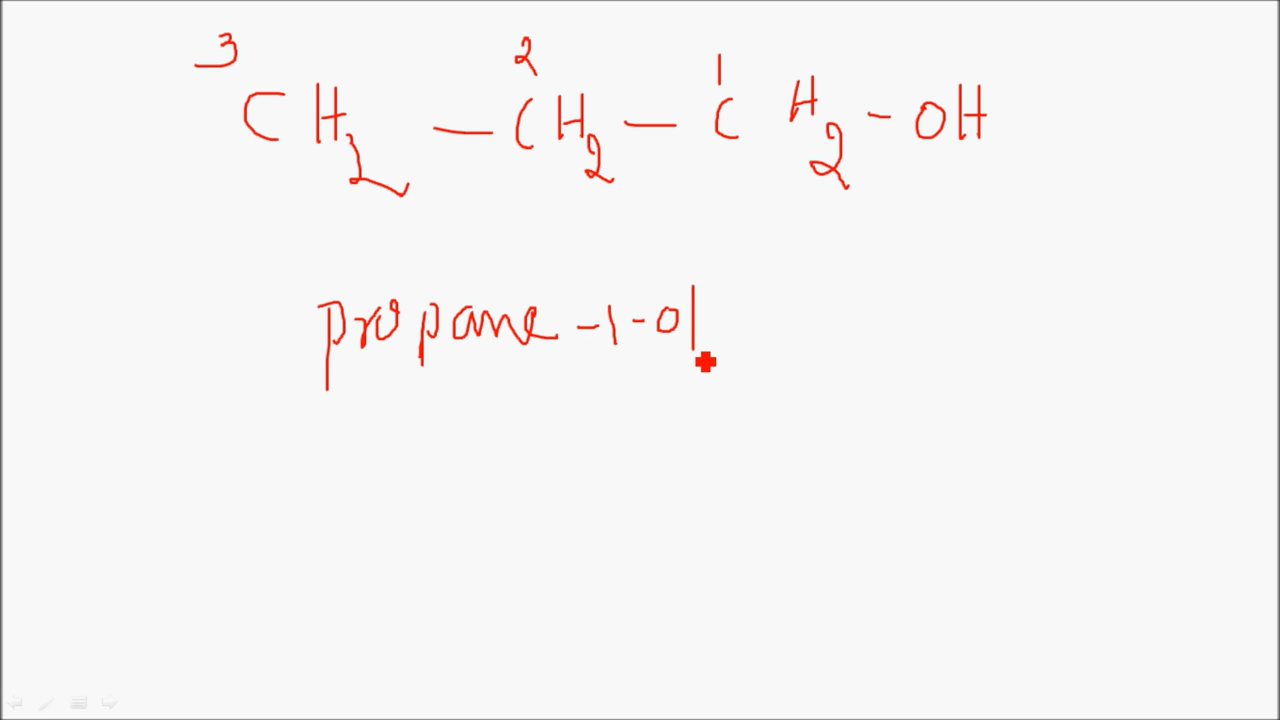 3 2 1
CH2 — CH2 — CH2 - OH
propane -1-ol